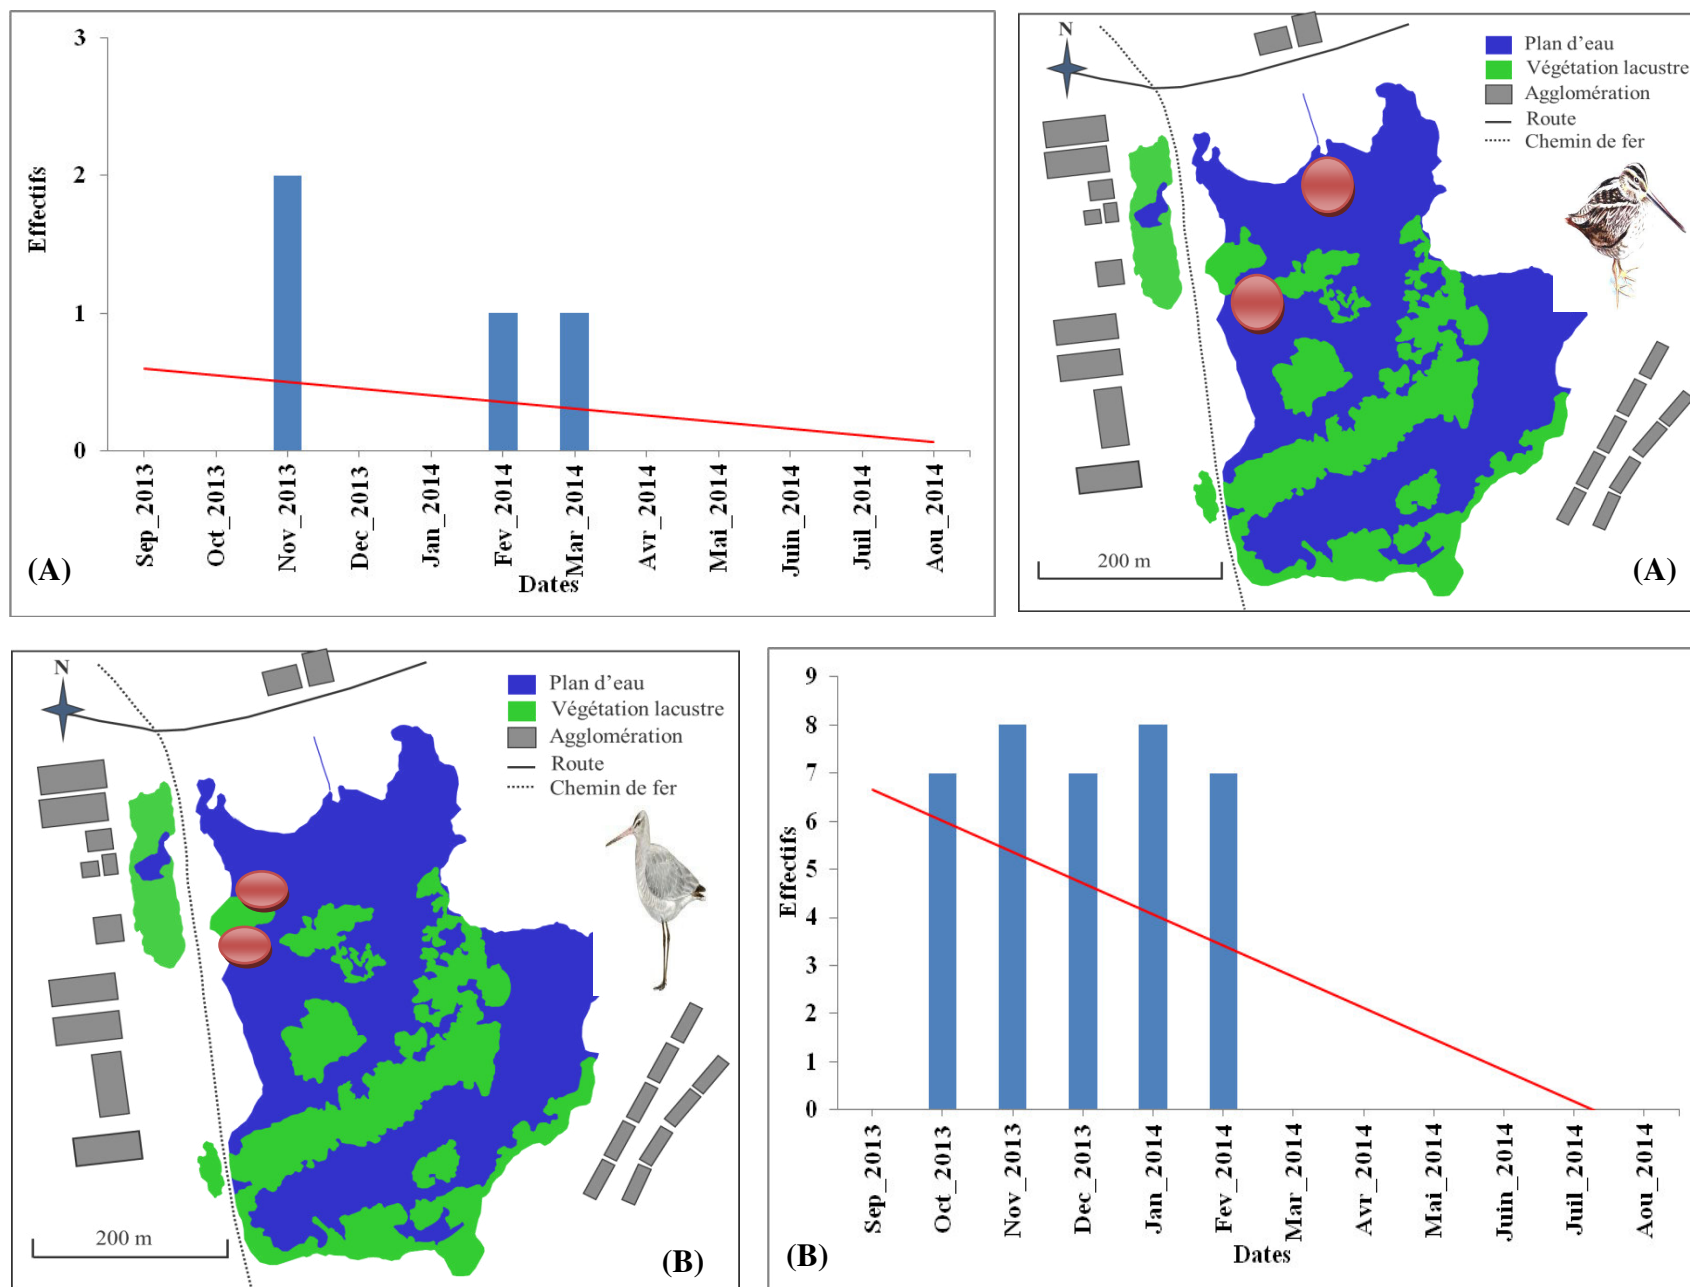 3
2
1
0
Effectifs
Sep_2013
Oct_2013
Nov_2013
Dec_2013
Jan_2014
Fev_2014
Mar_2014
Avr_2014
Mai_2014
Juin_2014
Juil_2014
Aou_2014
Dates
(A)
N
Plan d'eau
Végétation lacustre
Agglomération
Route
Chemin de fer
200 m
(A)
N
Plan d'eau
Végétation lacustre
Agglomération
Route
Chemin de fer
200 m
(B)
9
8
7
6
5
4
3
2
1
0
Effectifs
Sep_2013
Oct_2013
Nov_2013
Dec_2013
Jan_2014
Fev_2014
Mar_2014
Avr_2014
Mai_2014
Juin_2014
Juil_2014
Aou_2014
Dates
(B)